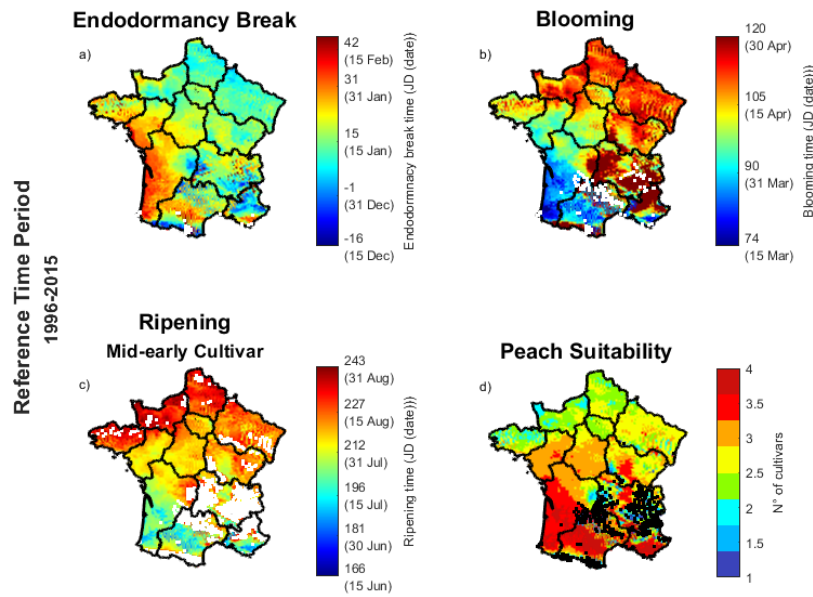 Endodormancy Break
a)
42
(15 Feb)
31
(31 Jan)
15
(15 Jan)
-1
(31 Dec)
-16
(15 Dec)
Endodormnacy break time (JD (date))
Blooming
b)
120
(30 Apr)
105
(15 Apr)
90
(31 Mar)
74
(15 Mar)
Blooming time (JD (date)))
Reference Time Period
1996-2015
Ripening
Mid-early Cultivar
c)
243
(31 Aug)
227
(15 Aug)
212
(31 Jul)
196
(15 Jul)
181
(30 Jun)
166
(15 Jun)
Ripening time (JD (date)))
Peach Suitability
d)
4
3.5
3
2.5
2
1.5
1
N° of cultivars